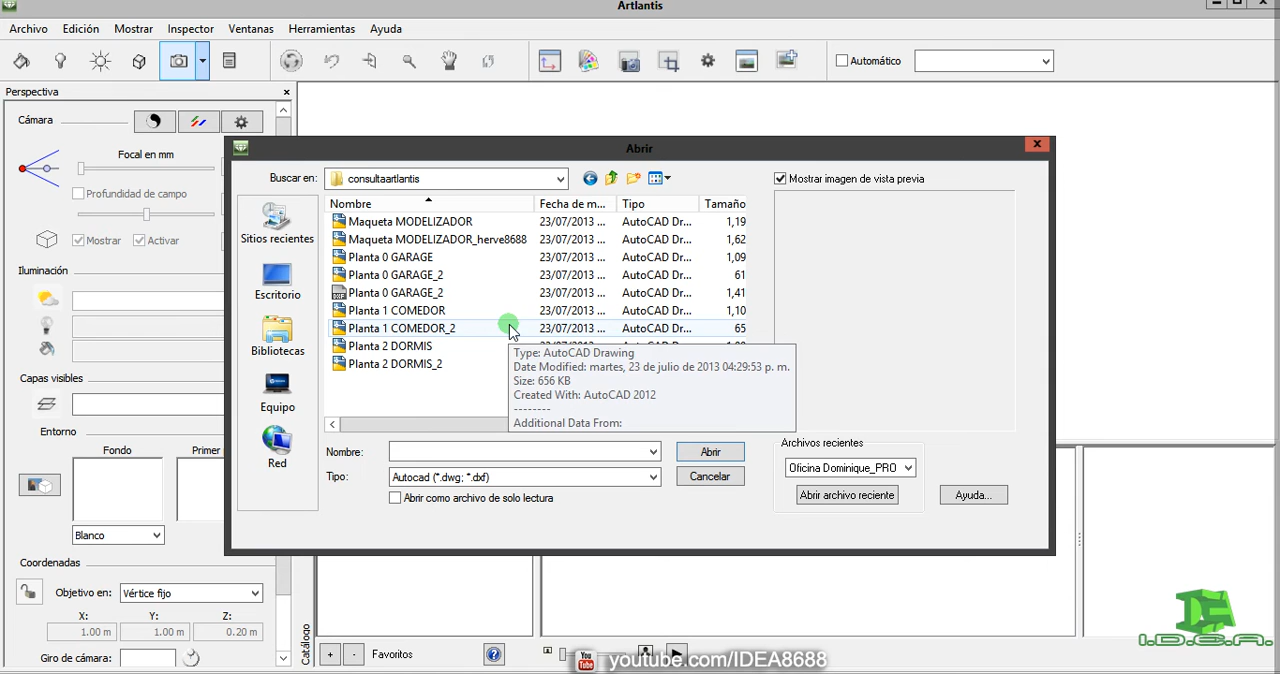 Artlantis
Archivo Edición Mostrar Inspector Ventanas Herramientas Ayuda
Automático
Perspectiva
Cámara
Focal en mm
Profundidad de campo
Mostrar Activar
Iluminación
Capas visibles
Entorno
Fondo Primer
Blanco
Coordenadas
Objetivo en: Vértice fijo
X: Y: Z:
1.00 m 1.00 m 0.20 m
Giro de cámara:
Abrir
Buscar en: consultaartlantis
Mostrar imagen de vista previa
Sitios recientes
Escritorio
Bibliotecas
Equipo
Red
Nombre Fecha de m... Tipo Tamaño
Maqueta MODELIZADOR 23/07/2013 ... AutoCAD Dr... 1,19
Maqueta MODELIZADOR_herve8688 23/07/2013 ... AutoCAD Dr... 1,62
Planta 0 GARAGE 23/07/2013 ... AutoCAD Dr... 1,09
Planta 0 GARAGE_2 23/07/2013 ... AutoCAD Dr... 61
Planta 0 GARAGE_2 23/07/2013 ... AutoCAD Dr... 1,41
Planta 1 COMEDOR 23/07/2013 ... AutoCAD Dr... 1,10
Planta 1 COMEDOR_2 23/07/2013 ... AutoCAD Dr... 65
Planta 2 DORMIS
Planta 2 DORMIS_2
Type: AutoCAD Drawing
Date Modified: martes, 23 de julio de 2013 04:29:53 p. m.
Size: 656 KB
Created With: AutoCAD 2012
--------
Additional Data From:
Nombre:
Abrir
Tipo: Autocad (*.dwg; *.dxf)
Cancelar
Abrir como archivo de solo lectura
Archivos recientes
Oficina Dominique_PRO
Abrir archivo reciente
Ayuda...
Catálogo
+ - Favoritos
I.D.E.A.
You Tube youtube.com/IDEA8688